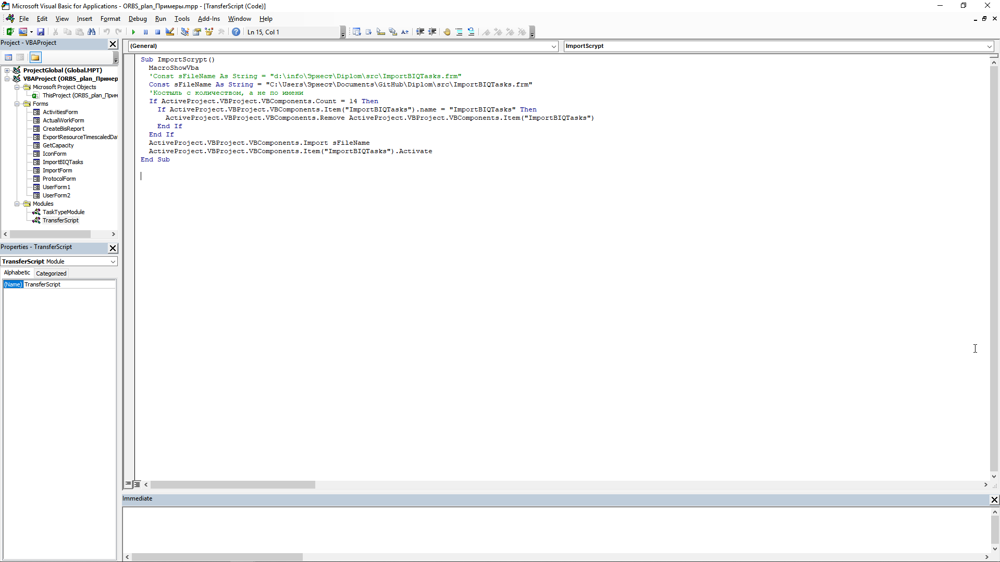 Microsoft Visual Basic for Applications - ORBS_plan_Примеры.mpp - [TransferScript (Code)]
File Edit View Insert Format Debug Run Tools Add-Ins Window Help
Ln 15, Col 1
Project - VBAProject
(General)
ImportScrypt
ProjectGlobal (Global.MPT)
VBAProject (ORBS_plan_Пример
Microsoft Project Objects
ThisProject (ORBS_plan_Прим
Forms
ActivitiesForm
ActualWorkForm
CreateBisReport
ExportResourceTimescaledDat
GetCapacity
IconForm
ImportBIQTasks
ImportForm
ProtocolForm
UserForm1
UserForm2
Modules
TaskTypeModule
TransferScript
Properties - TransferScript
TransferScript Module
Alphabetic Categorized
(Name) TransferScript
Sub ImportScrypt()
MacroShowVba
'Const sFileName As String = "d:\info\Эрнест\Diplom\src\ImportBIQTasks.frm"
Const sFileName As String = "C:\Users\Эрнест\Documents\GitHub\Diplom\src\ImportBIQTasks.frm"
'Костыль с количеством, а не по имени
If ActiveProject.VBProject.VBComponents.Count = 14 Then
If ActiveProject.VBProject.VBComponents.Item("ImportBIQTasks").name = "ImportBIQTasks" Then
ActiveProject.VBProject.VBComponents.Remove ActiveProject.VBProject.VBComponents.Item("ImportBIQTasks")
End If
End If
ActiveProject.VBProject.VBComponents.Import sFileName
ActiveProject.VBProject.VBComponents.Item("ImportBIQTasks").Activate
End Sub
Immediate